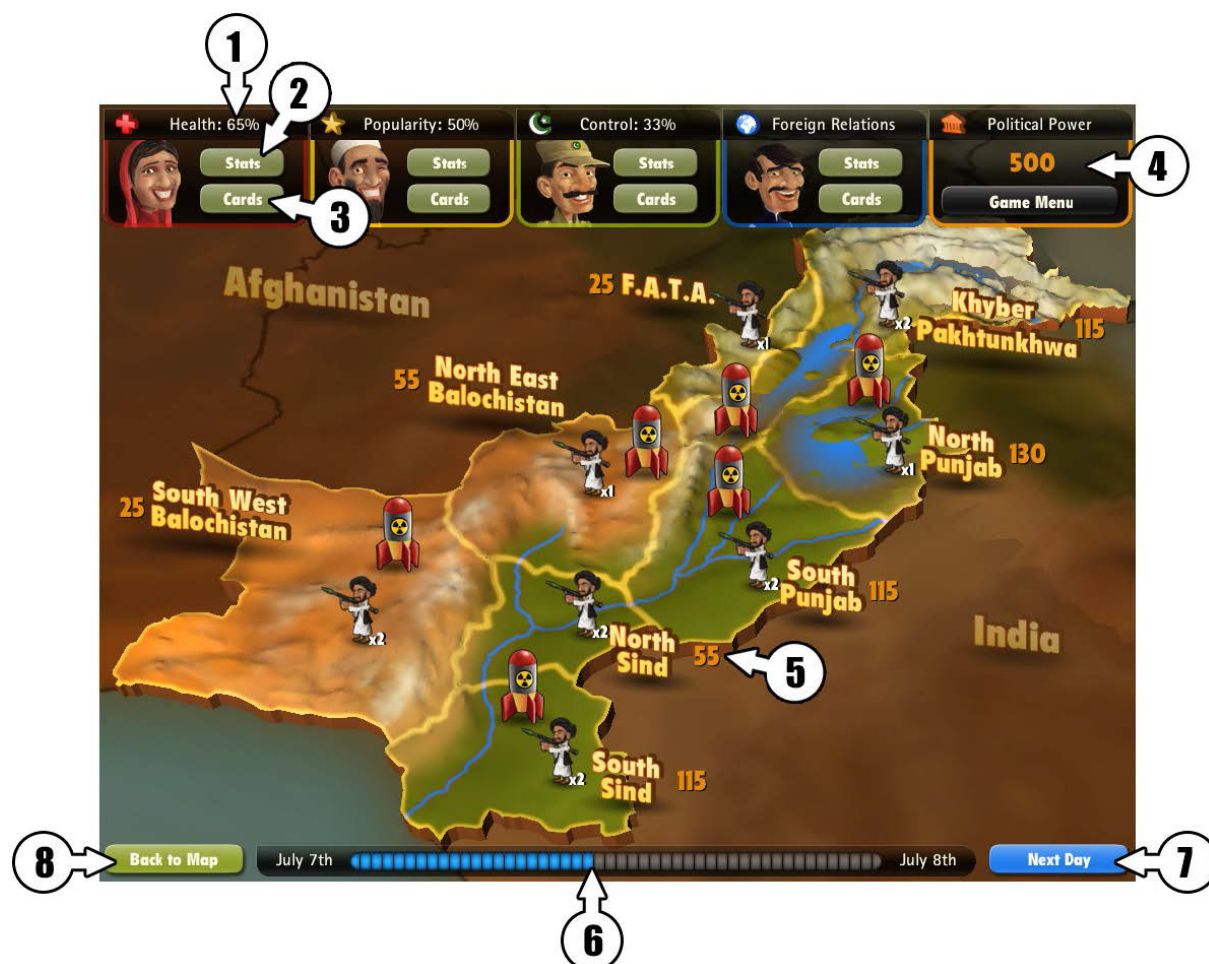 1
2
Health: 65%
Popularity: 50%
Control: 33%
Foreign Relations
Political Power
Stats
Stats
Stats
Stats
500
4
Cards
Cards
Cards
Cards
Game Menu
3
Afghanistan
25 F.A.T.A.
x1
x2
Khyber
Pakhtunkhwa 115
55 North East
Balochistan
x1
x1
North
Punjab 130
25 South West
Balochistan
x2
x2
South
Punjab 115
x2
North
Sind 55
5
India
x2
South
Sind 115
8
Back to Map
July 7th
July 8th
Next Day
7
6